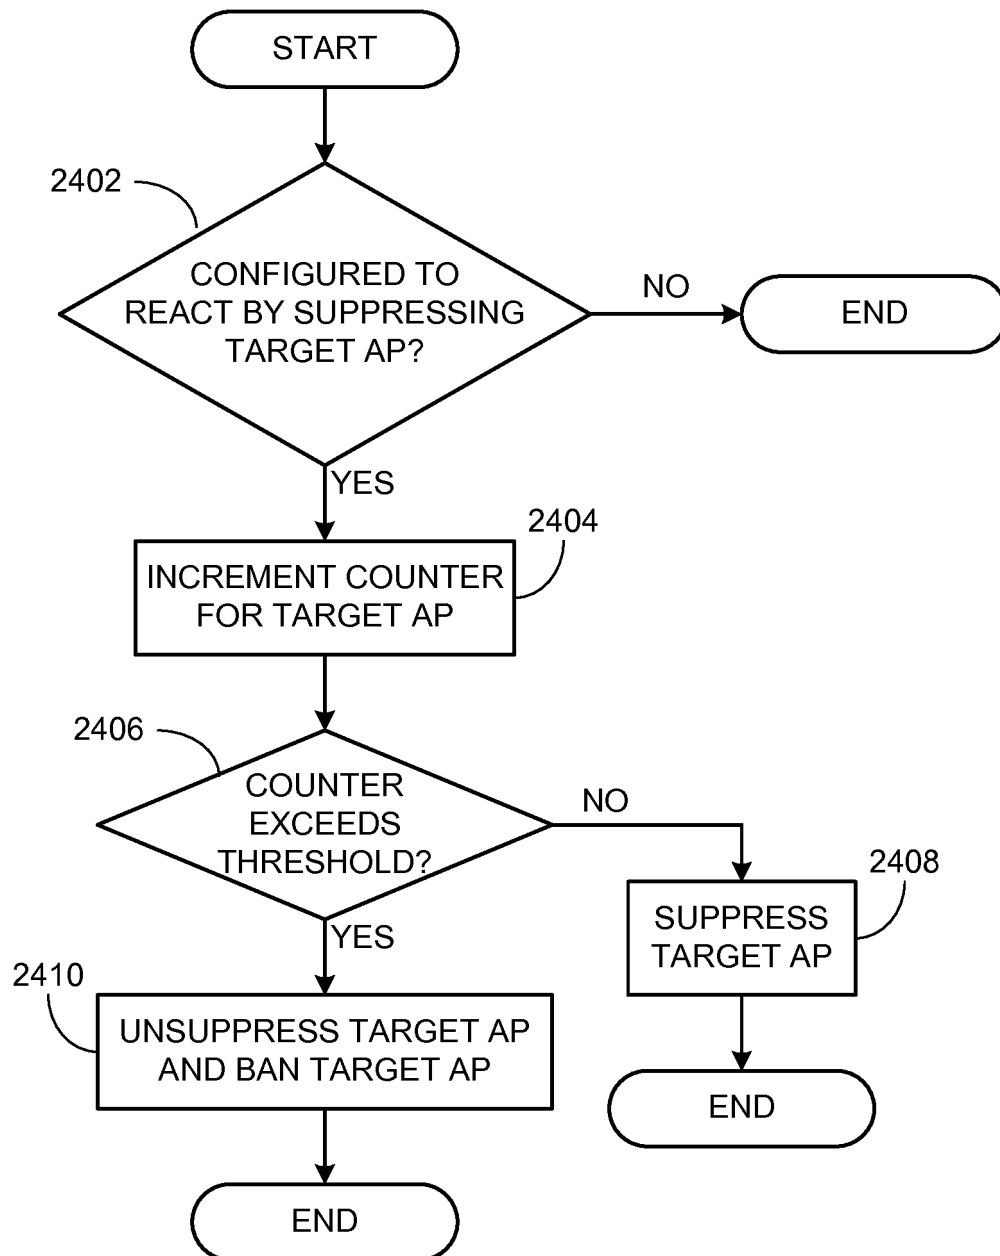 START
2402
CONFIGURED TO
REACT BY SUPPRESSING
TARGET AP?
NO
END
YES
2404
INCREMENT COUNTER
FOR TARGET AP
2406
COUNTER
EXCEEDS
THRESHOLD?
NO
2408
SUPPRESS
TARGET AP
YES
2410
UNSUPPRESS TARGET AP
AND BAN TARGET AP
END
END